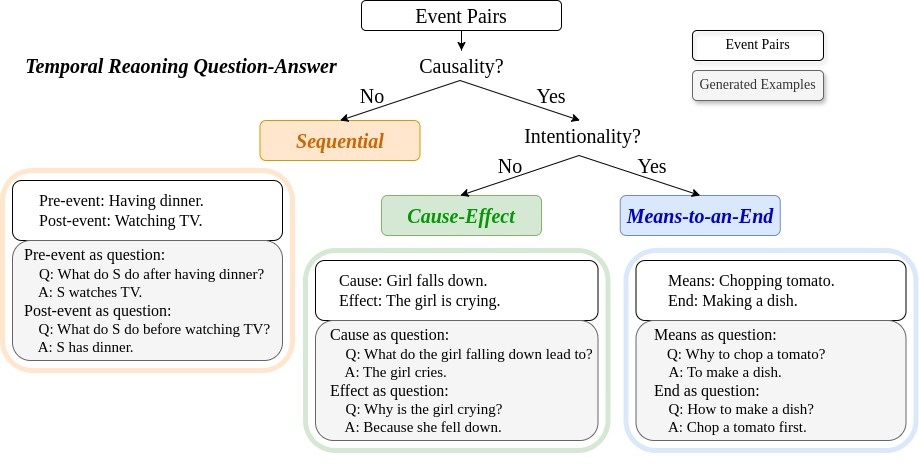 Event Pairs
Event Pairs
Temporal Reaoning Question-Answer
Causality?
Generated Examples
No
Yes
Sequential
Intentionality?
No
Yes
Cause-Effect
Means-to-an-End
Pre-event: Having dinner.
Post-event: Watching TV.
Pre-event as question:
Q: What do S do after having dinner?
A: S watches TV.
Post-event as question:
Q: What do S do before watching TV?
A: S has dinner.
Cause: Girl falls down.
Effect: The girl is crying.
Cause as question:
Q: What do the girl falling down lead to?
A: The girl cries.
Effect as question:
Q: Why is the girl crying?
A: Because she fell down.
Means: Chopping tomato.
End: Making a dish.
Means as question:
Q: Why to chop a tomato?
A: To make a dish.
End as question:
Q: How to make a dish?
A: Chop a tomato first.